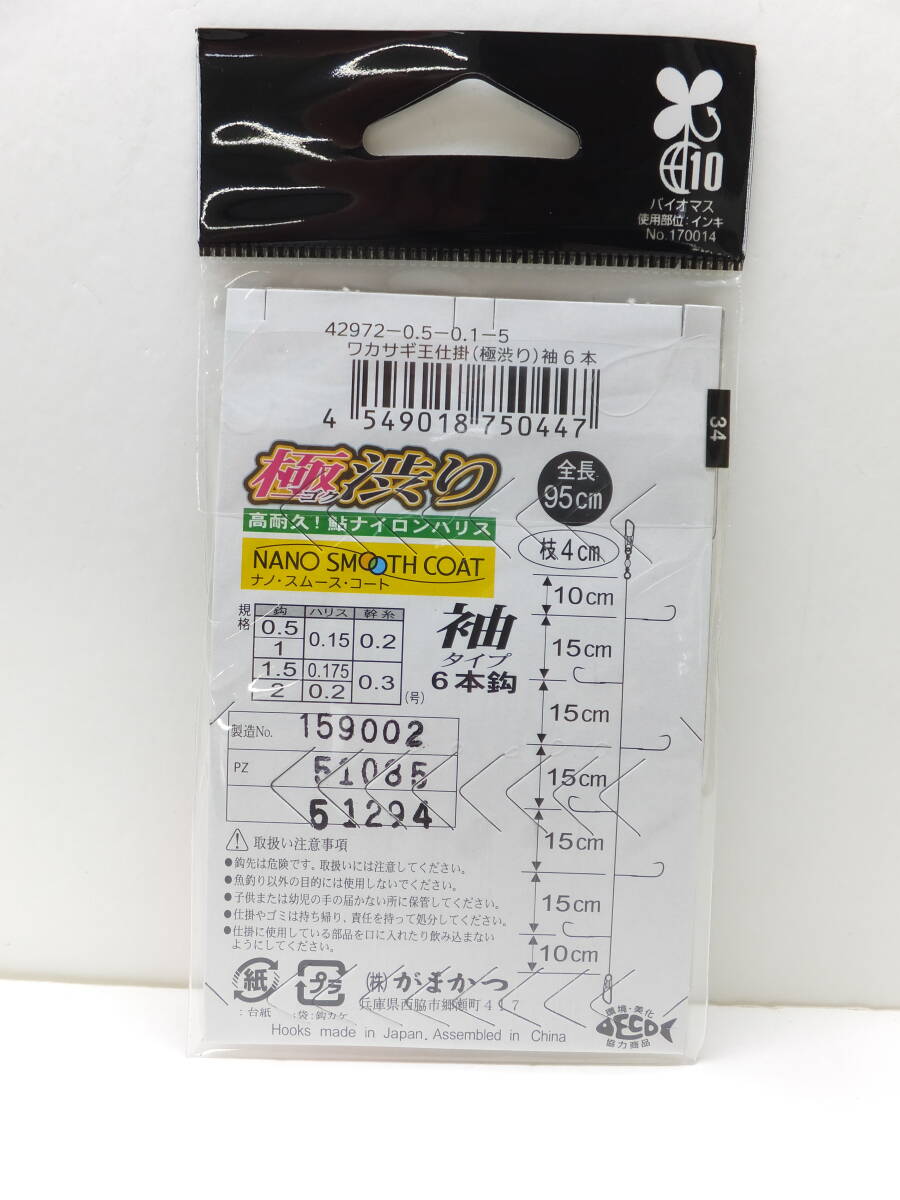 10
バイオマス
使用部位:インキ
No.170014
42972-0.5-0.1-5
ワカサギ王仕掛(極渋り)袖6本
4 549018 750447
34
極渋り
ゴク
高耐久!鮎ナイロンハリス
NANO SMOOTH COAT
ナノ・スムース・コート
全長
95cm
枝4cm
規格
鈎 ハリス 幹糸
0.5 0.15 0.2
1
1.5 0.175 0.3
2 0.2
(号)
袖
タイプ
6本鈎
10cm
15cm
15cm
15cm
15cm
15cm
10cm
製造No. 159002
PZ 51085
51294
取扱い注意事項
●鈎先は危険です。取扱いには注意してください。
●魚釣り以外の目的には使用しないでください。
●子供または幼児の手の届かない所に保管してください。
●仕掛やゴミは持ち帰り、責任を持って処分してください。
●仕掛に使用している部品を口に入れたり飲み込まない
ようにしてください。
紙
:台紙
プラ
:袋:鈎カケ
(株)がまかつ
兵庫県西脇市郷瀬町417
Hooks made in Japan. Assembled in China
環境・美化
ECO
協力商品